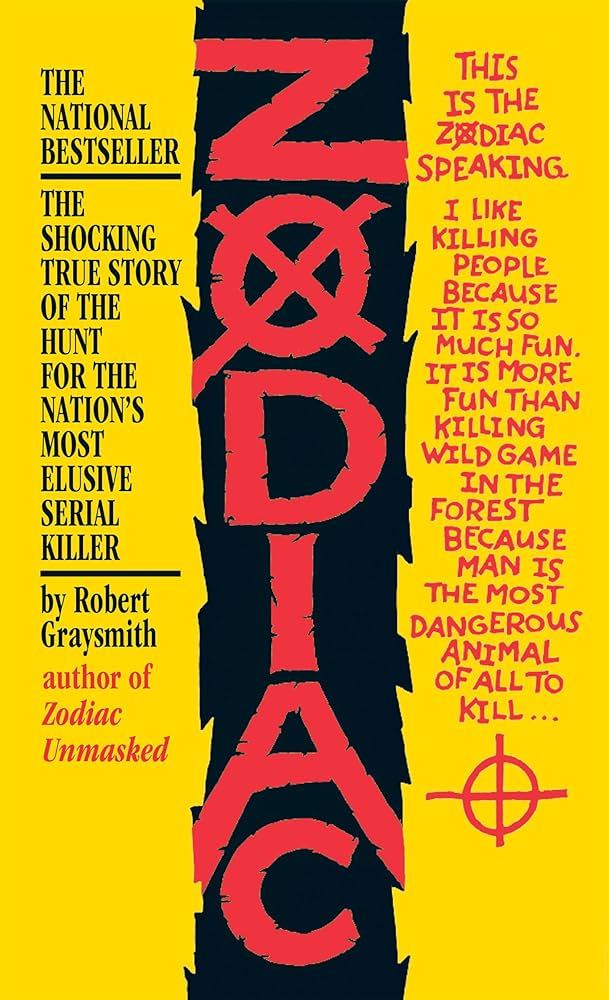 THE
NATIONAL
BESTSELLER
THE
SHOCKING
TRUE STORY
OF THE
HUNT
FOR THE
NATION'S
MOST
ELUSIVE
SERIAL
KILLER
by Robert
Graysmith
author of
Zodiac
Unmasked
ZODIAC
THIS
IS THE
ZODIAC
SPEAKING
I LIKE
KILLING
PEOPLE
BECAUSE
IT IS SO
MUCH FUN.
IT IS MORE
FUN THAN
KILLING
WILD GAME
IN THE
FOREST
BECAUSE
MAN IS
THE MOST
DANGEROUS
ANIMAL
OF ALL TO
KILL...